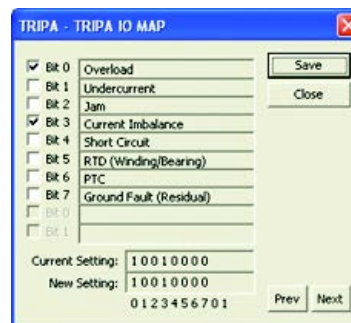 TRIPA - TRIPA IO MAP
Bit 0 Overload
Bit 1 Undercurrent
Bit 2 Jam
Bit 3 Current Imbalance
Bit 4 Short Circuit
Bit 5 RTD (Winding/Bearing)
Bit 6 PTC
Bit 7 Ground Fault (Residual)
Bit 0
Bit 1
Save
Close
Current Setting: 10010000
New Setting: 10010000
0123456701
Prev Next